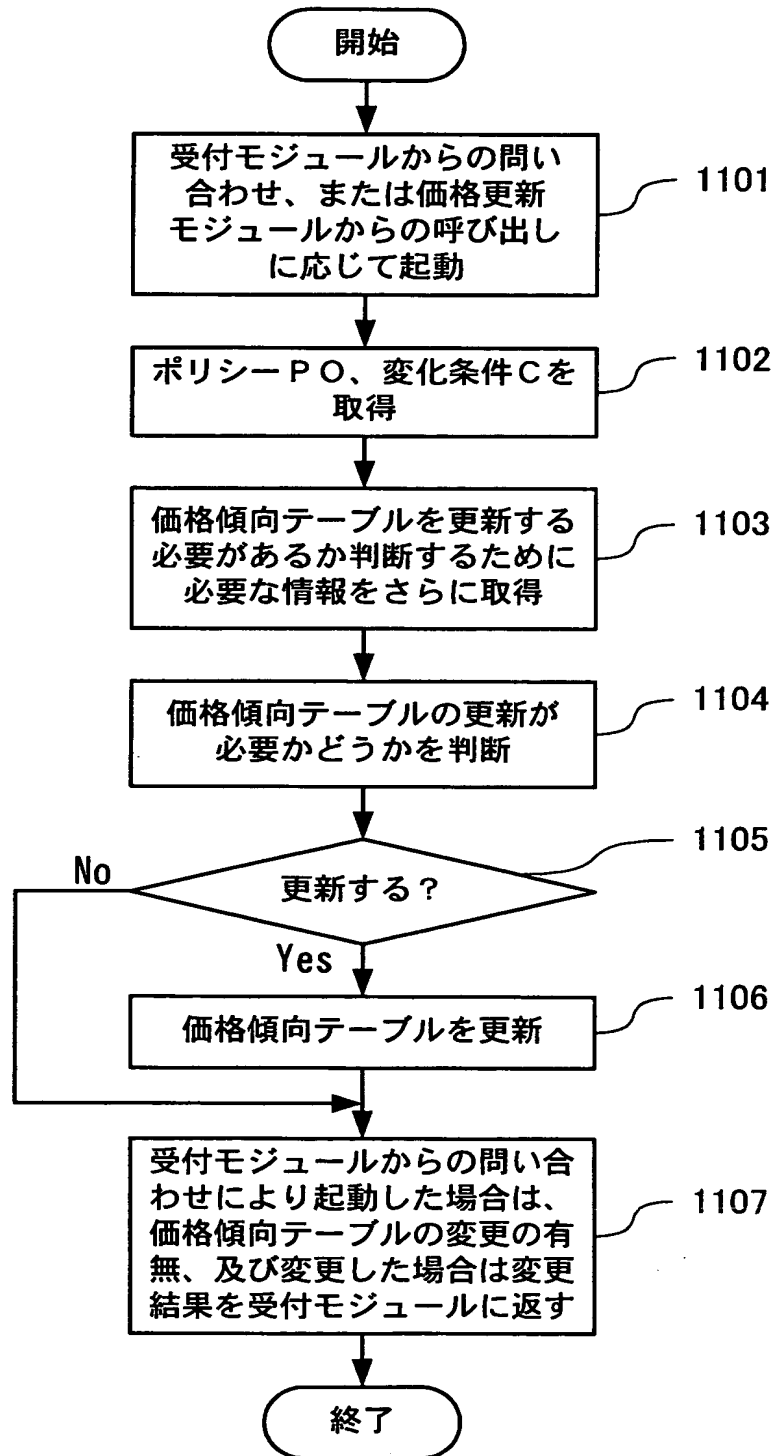 開始
受付モジュールからの問い
合わせ、または価格更新
モジュールからの呼び出し
に応じて起動
1101
ポリシーPO、変化条件Cを
取得
1102
価格傾向テーブルを更新する
必要があるか判断するために
必要な情報をさらに取得
1103
価格傾向テーブルの更新が
必要かどうかを判断
1104
更新する?
1105
No
Yes
価格傾向テーブルを更新
1106
受付モジュールからの問い合
わせにより起動した場合は、
価格傾向テーブルの変更の有
無、及び変更した場合は変更
結果を受付モジュールに返す
1107
終了